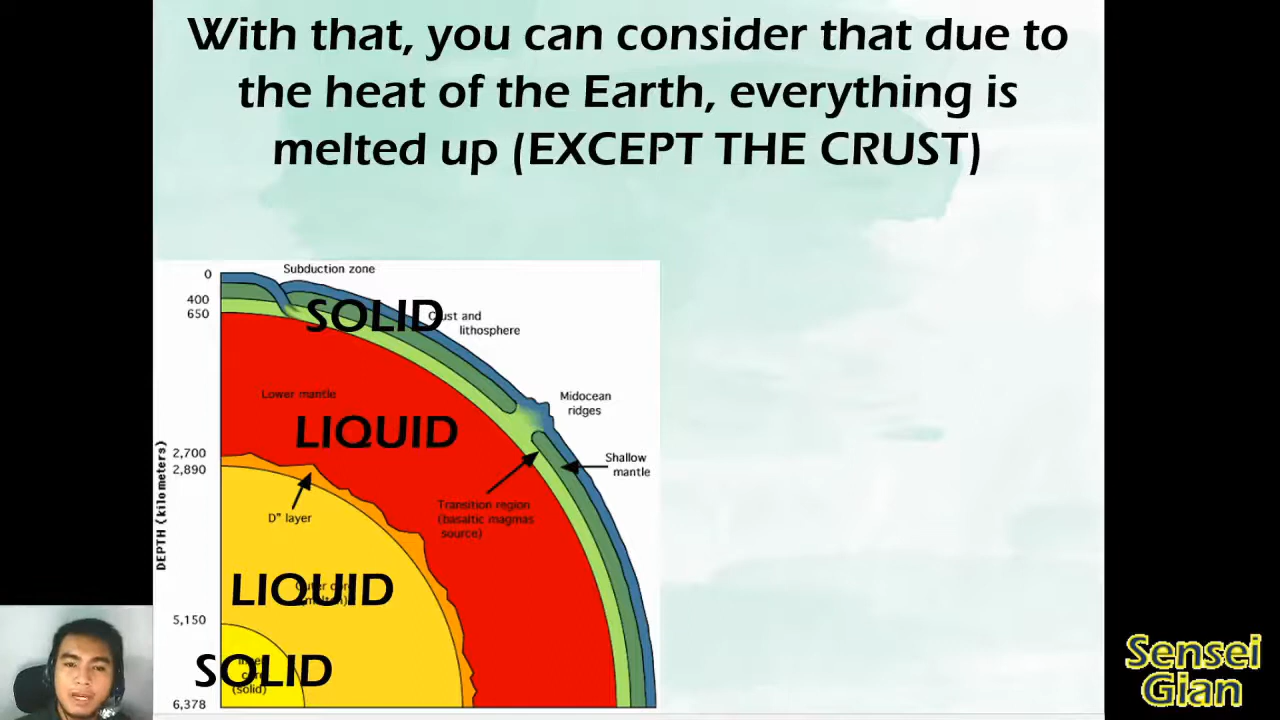 With that, you can consider that due to
the heat of the Earth, everything is
melted up (EXCEPT THE CRUST)
Subduction zone
0
400
650
SOLID
Crust and
lithosphere
Lower mantle
Midocean
ridges
LIQUID
2,700
2,890
Shallow
mantle
D" layer
Transition region
(basaltic magmas
source)
DEPTH (kilometers)
LIQUID
5,150
SOLID
(solid)
6,378
Sensei
Gian